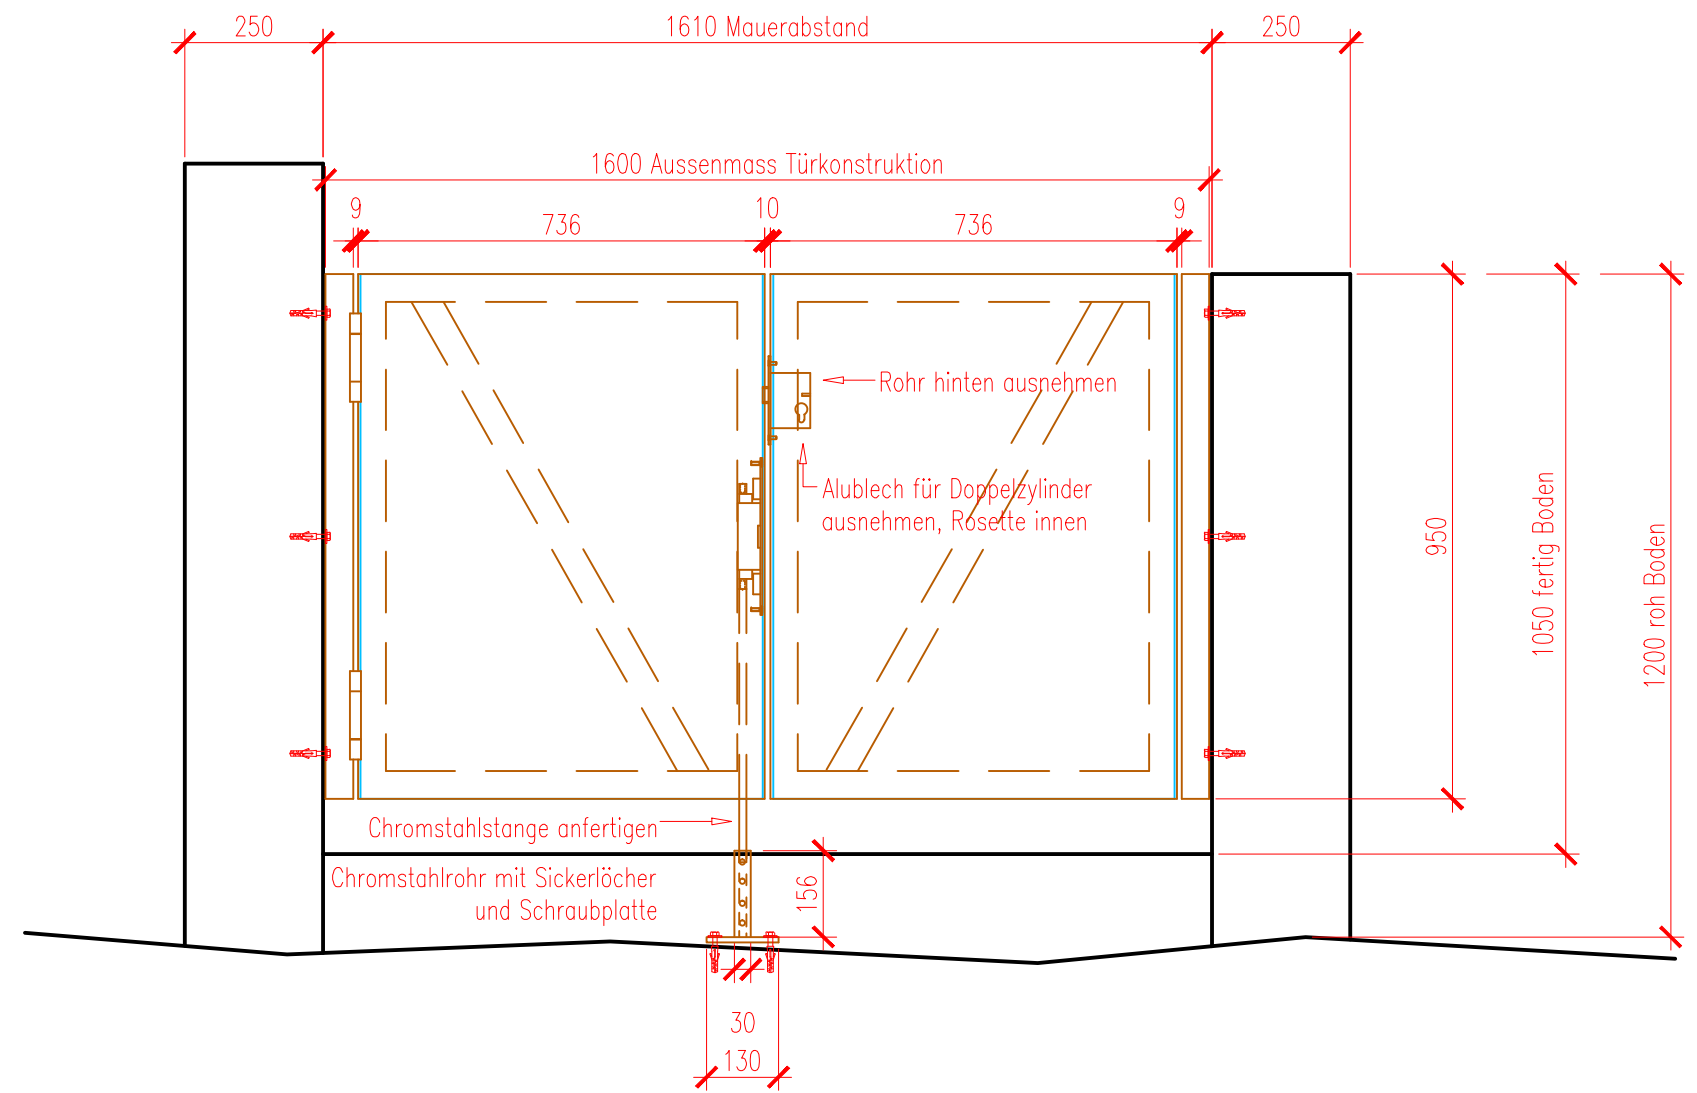 250
1610 Mauerabstand
250
1600 Aussenmass Türkonstruktion
9
736
10
736
9
Rohr hinten ausnehmen
Alublech für Doppelzylinder
ausnehmen, Rosette innen
950
1050 fertig Boden
1200 roh Boden
Chromstahlstange anfertigen
Chromstahlrohr mit Sickerlöcher
und Schraubplatte
156
30
130